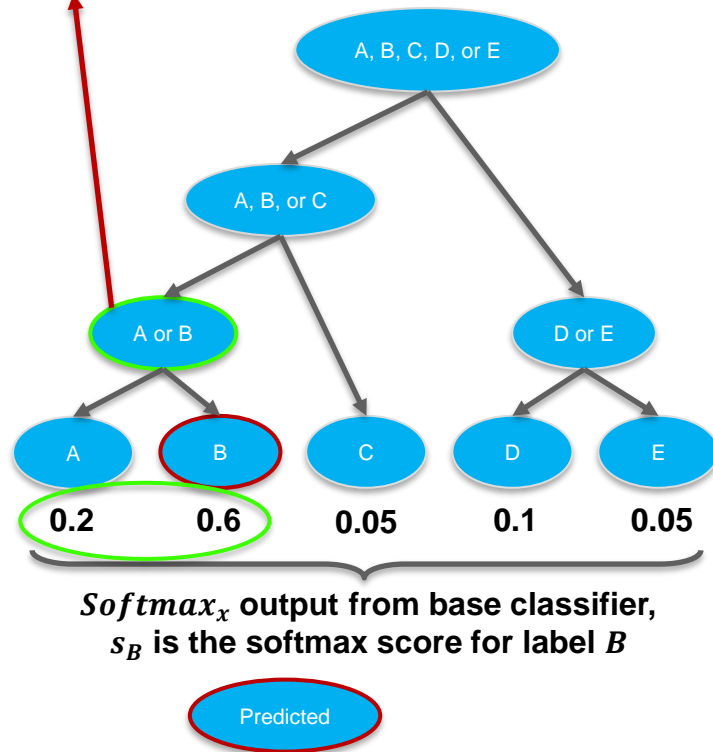 A, B, C, D, or E
A, B, or C
A or B
D or E
A
B
C
D
E
0.2
0.6
0.05
0.1
0.05
Softmaxₓ output from base classifier,
s_B is the softmax score for label B
Predicted